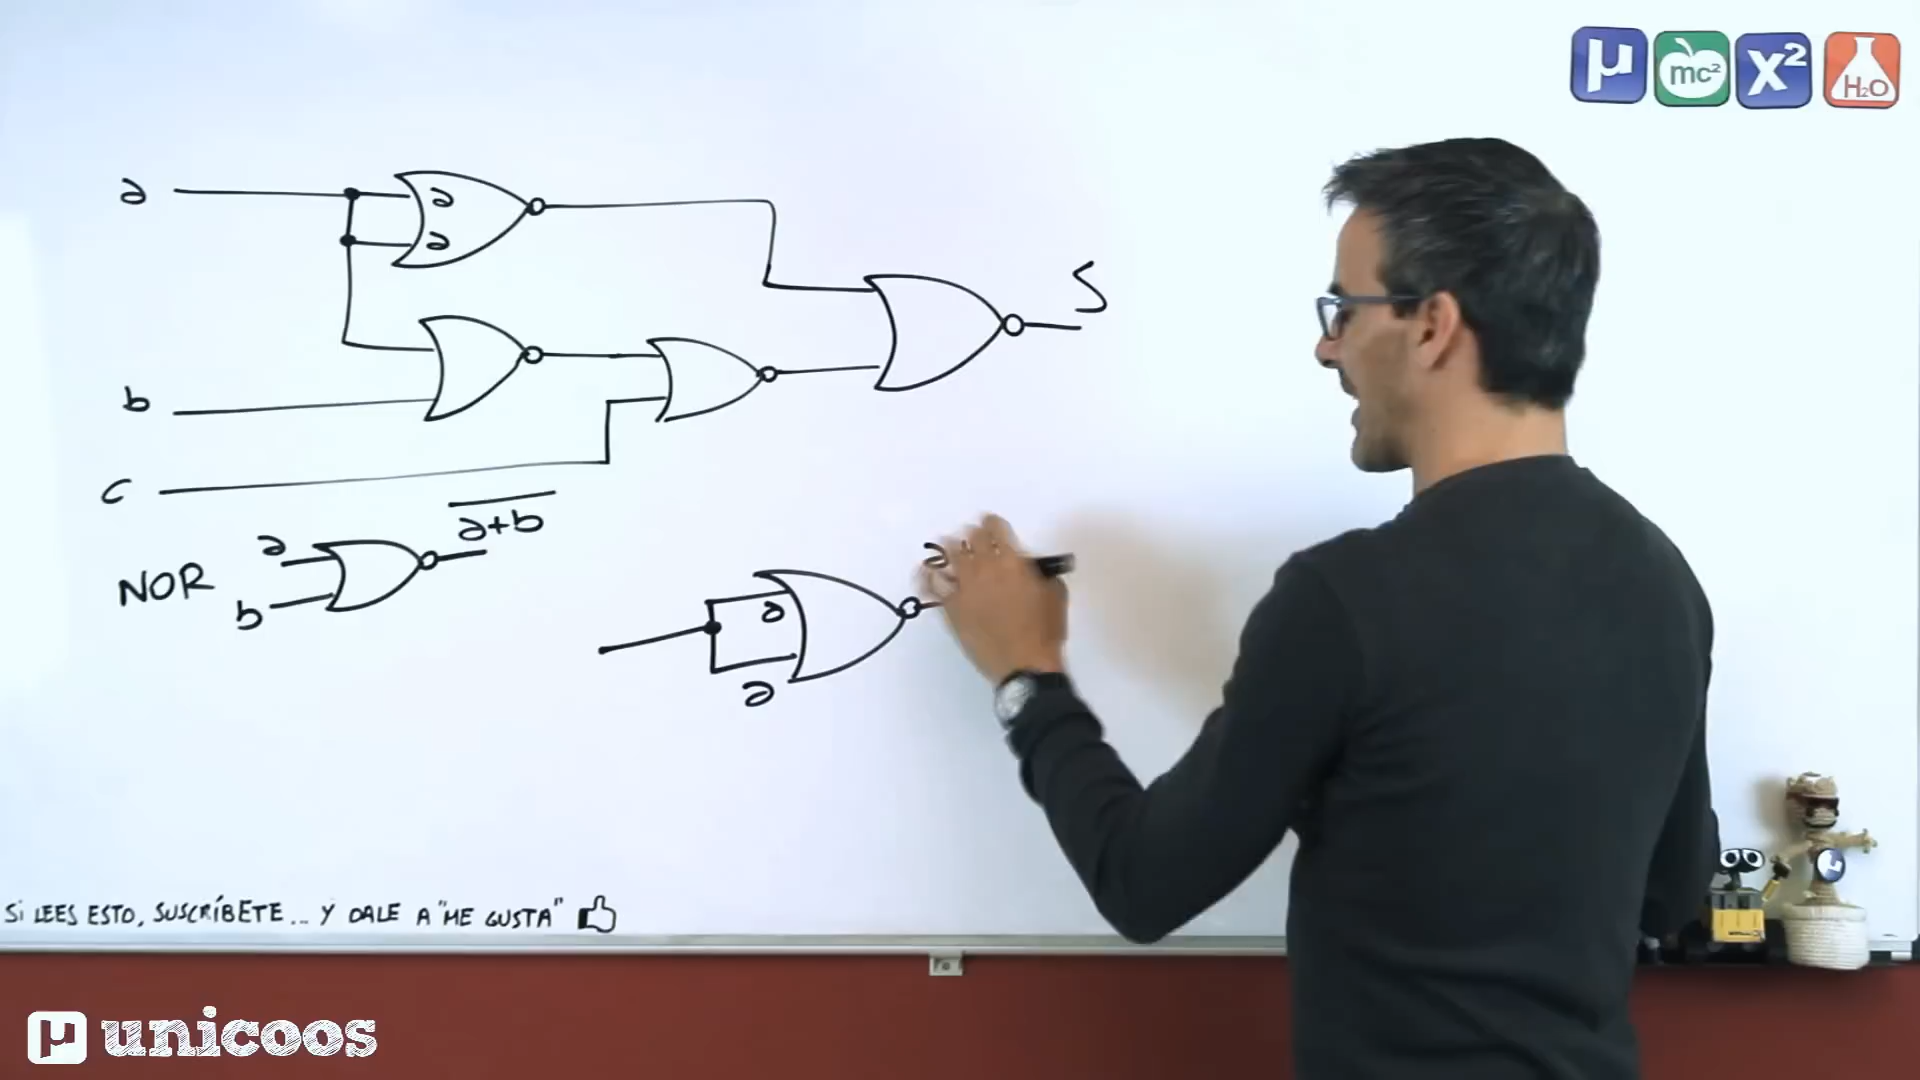 μ mc² x² H₂O
a
a
a
S
b
c
a+b
NOR
a
b
a
a
a
SI LEES ESTO, SUSCRÍBETE... Y DALE A "ME GUSTA"
μ unicoos
μ